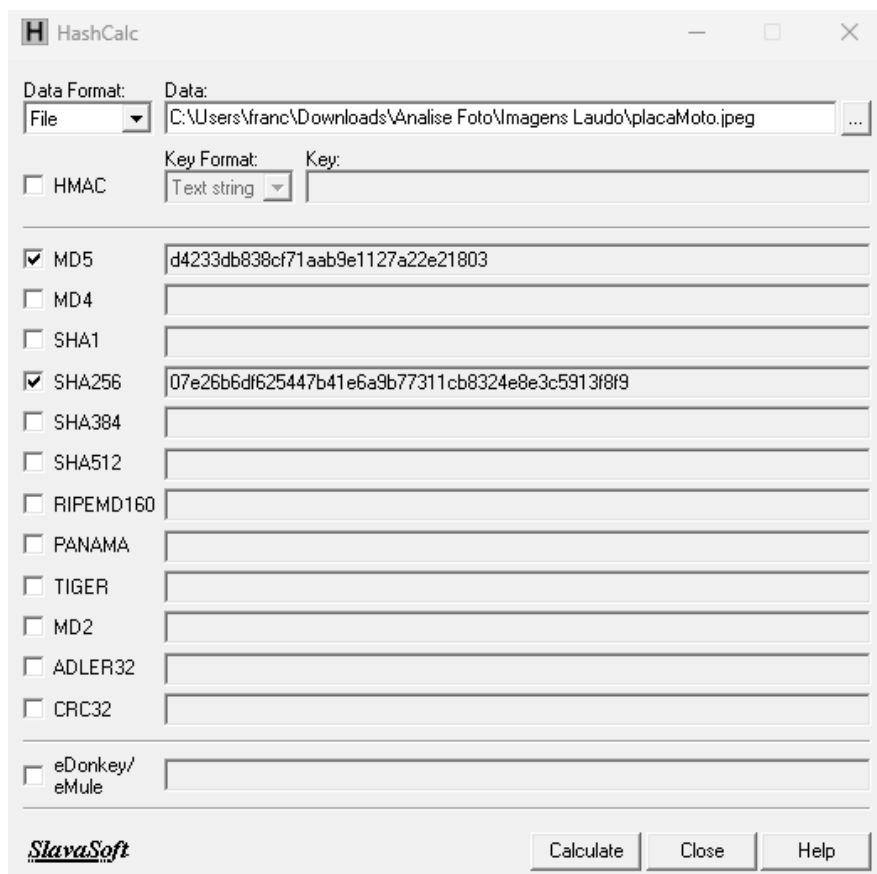 HashCalc
Data Format: Data:
File C:\Users\franc\Downloads\Analise Foto\Imagens Laudo\placaMoto.jpeg ...
Key Format: Key:
HMAC Text string
MD5 d4233db838cf71aab9e1127a22e21803
MD4
SHA1
SHA256 07e26b6df625447b41e6a9b77311cb8324e8e3c5913f8f9
SHA384
SHA512
RIPEMD160
PANAMA
TIGER
MD2
ADLER32
CRC32
eDonkey/
eMule
SlavaSoft Calculate Close Help